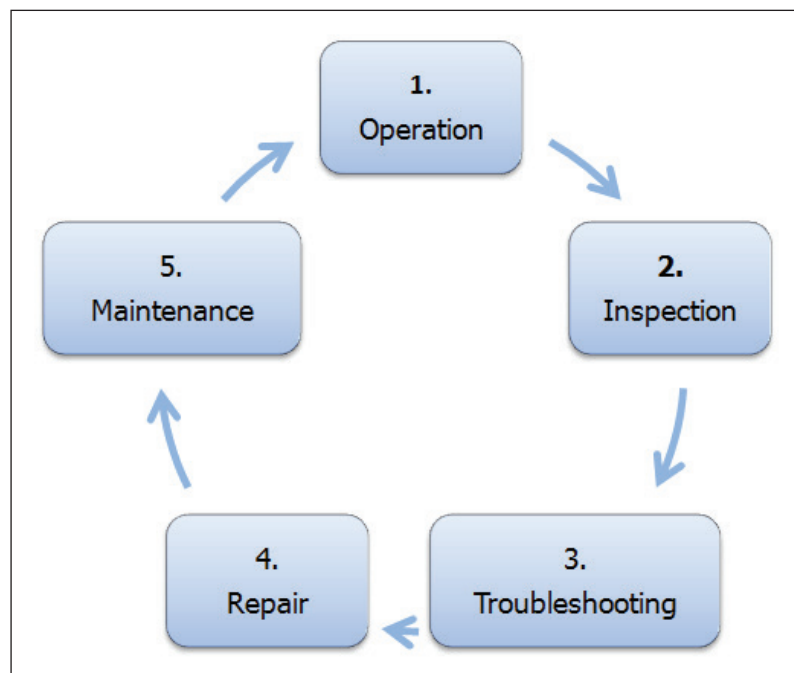 1.
Operation
2.
Inspection
3.
Troubleshooting
4.
Repair
5.
Maintenance